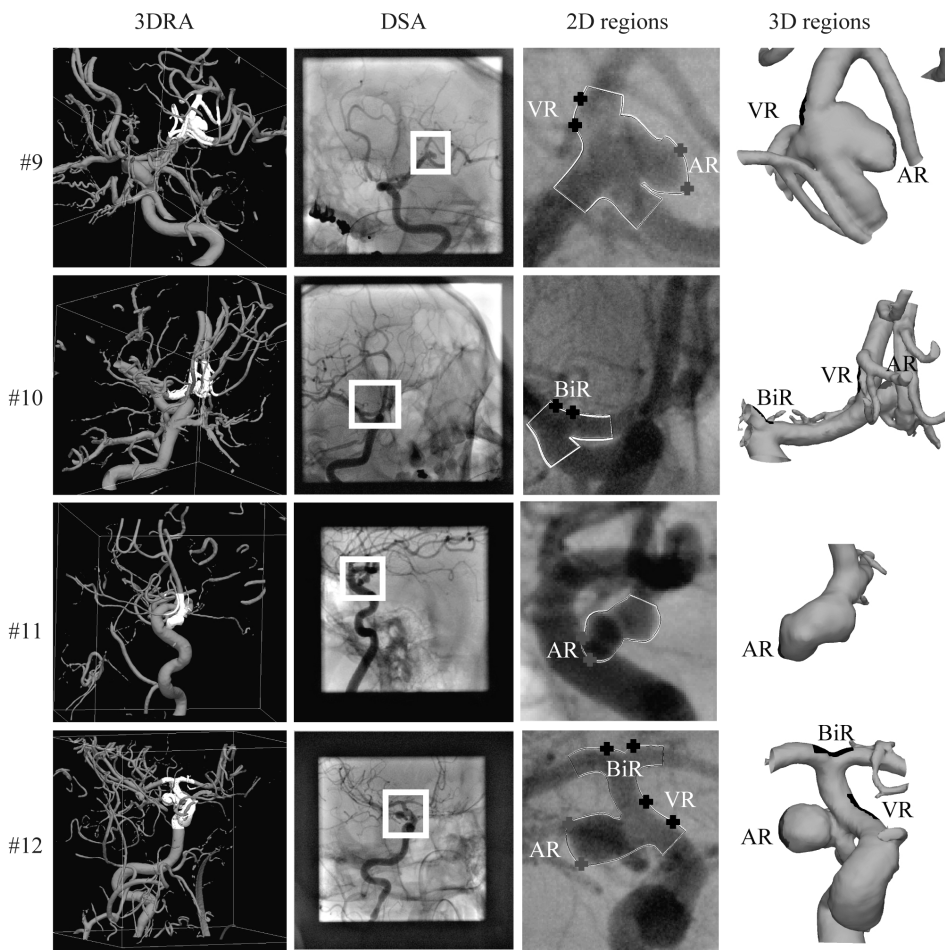 3DRA DSA 2D regions 3D regions
#9 VR AR VR AR
#10 BiR BiR VR AR
#11 AR AR
#12 BiR VR AR BiR VR AR